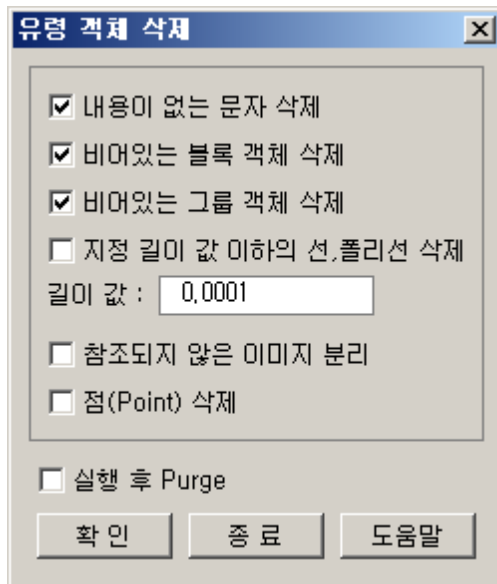 유령 객체 삭제
내용이 없는 문자 삭제
비어있는 블록 객체 삭제
비어있는 그룹 객체 삭제
지정 길이 값 이하의 선,폴리선 삭제
길이 값 : 0,0001
참조되지 않은 이미지 분리
점(Point) 삭제
실행 후 Purge
확 인 종 료 도움말